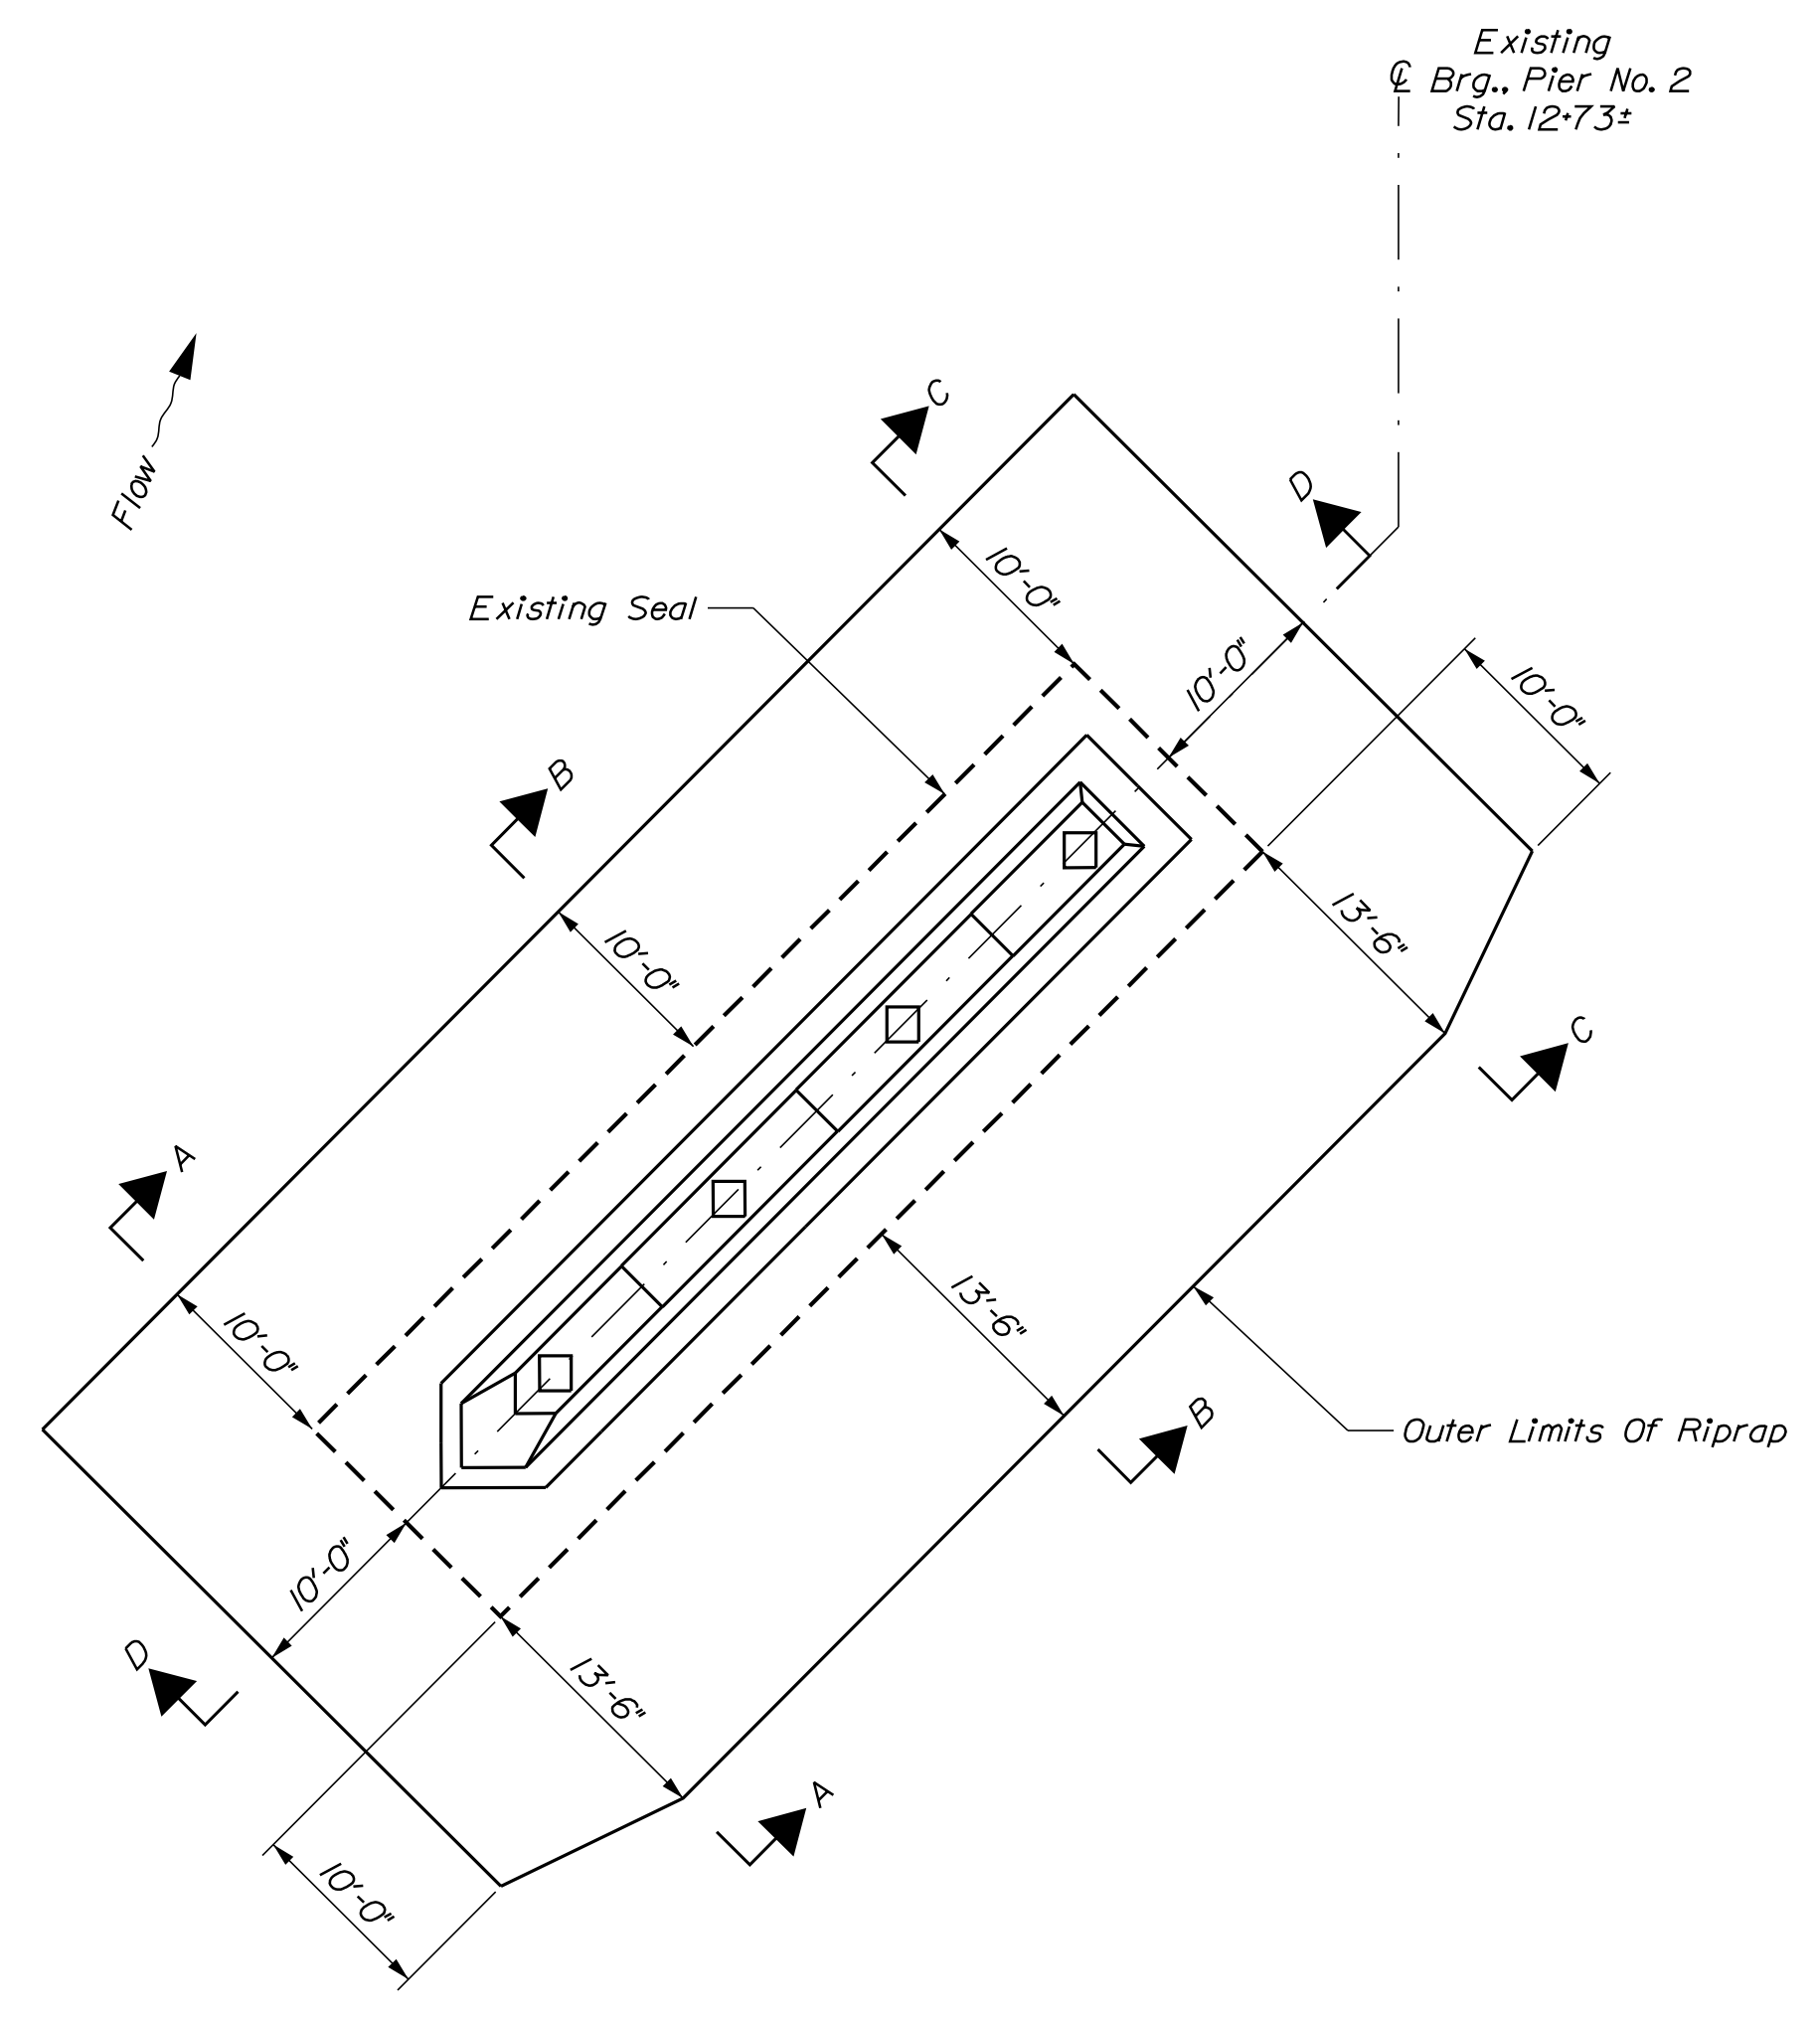 Existing
℄ Brg., Pier No. 2
Sta. 12+73±
C
D
Flow
10'-0"
Existing Seal
10'-0"
10'-0"
B
13'-6"
10'-0"
C
A
13'-6"
10'-0"
B
Outer Limits Of Riprap
10'-0"
D
13'-6"
A
10'-0"